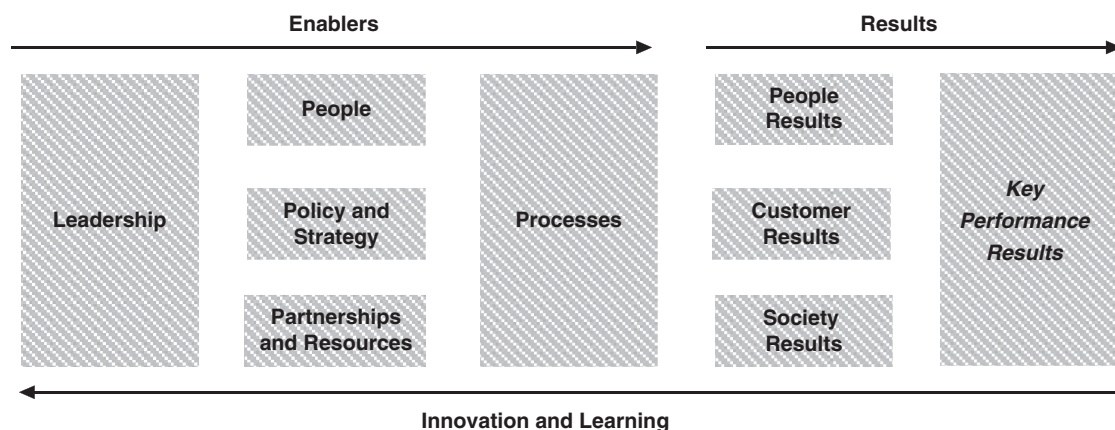 Enablers
Results
Leadership
People
Policy and
Strategy
Partnerships
and Resources
Processes
People
Results
Customer
Results
Society
Results
Key
Performance
Results
Innovation and Learning